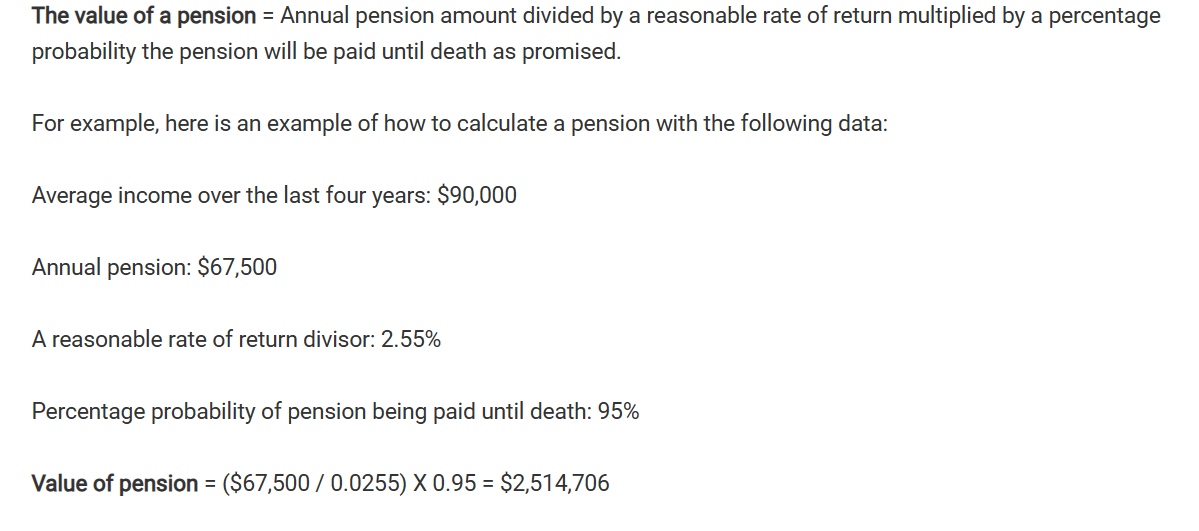 The value of a pension = Annual pension amount divided by a reasonable rate of return multiplied by a percentage
probability the pension will be paid until death as promised.
For example, here is an example of how to calculate a pension with the following data:
Average income over the last four years: $90,000
Annual pension: $67,500
A reasonable rate of return divisor: 2.55%
Percentage probability of pension being paid until death: 95%
Value of pension = ($67,500 / 0.0255) X 0.95 = $2,514,706